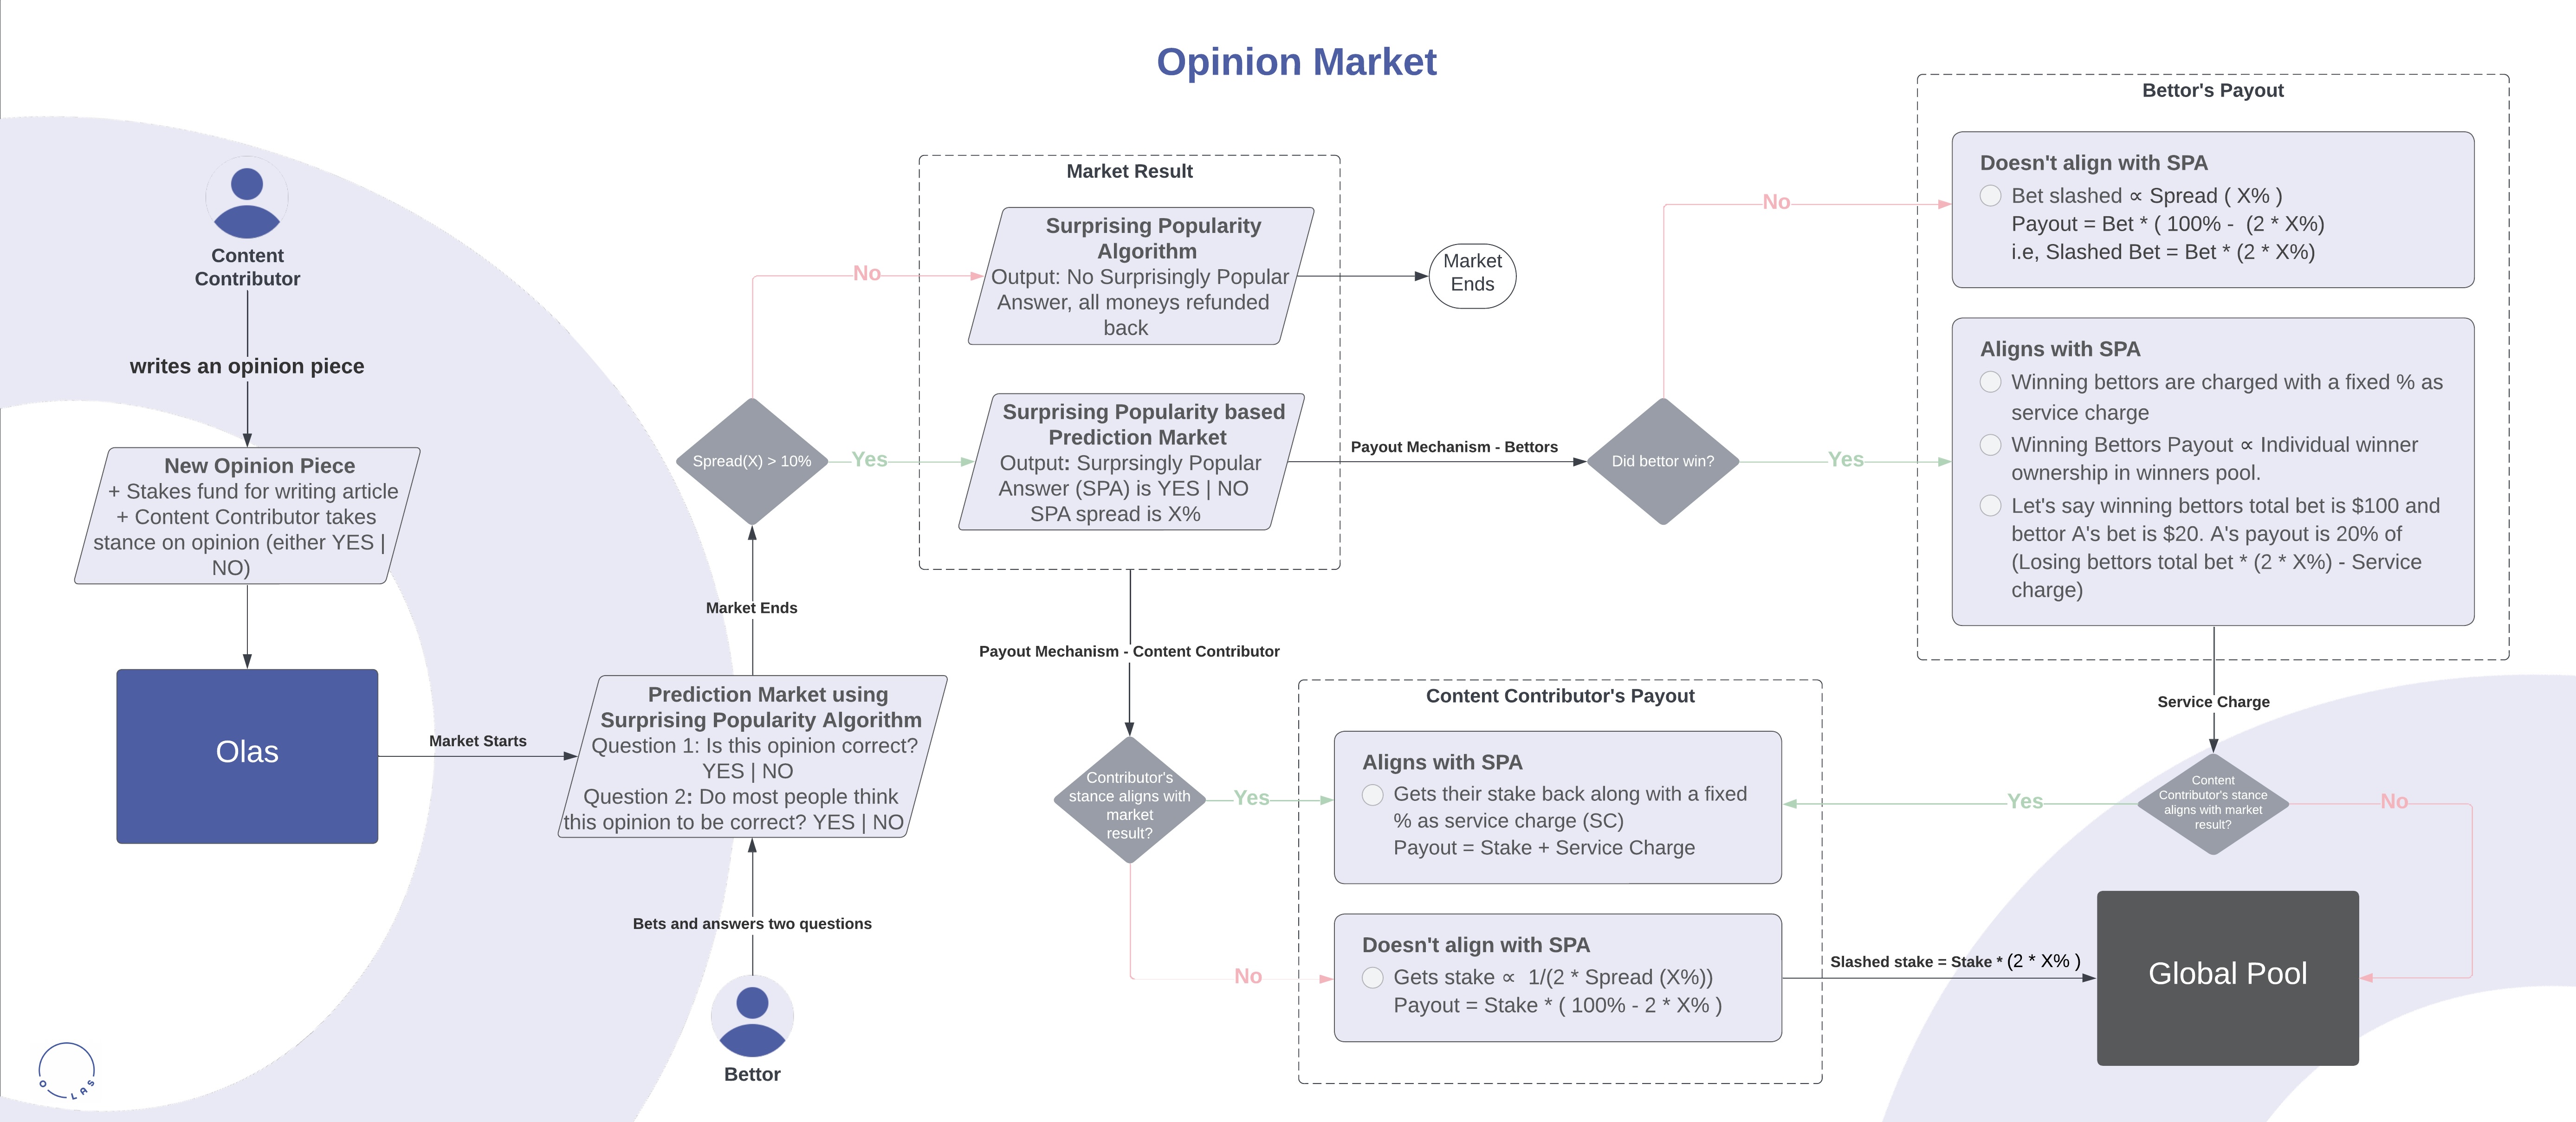 Opinion Market
Content
Contributor
writes an opinion piece
New Opinion Piece
+ Stakes fund for writing article
+ Content Contributor takes
stance on opinion (either YES |
NO)
Olas
Market Starts
Prediction Market using
Surprising Popularity Algorithm
Question 1: Is this opinion correct?
YES | NO
Question 2: Do most people think
this opinion to be correct? YES | NO
Bets and answers two questions
Bettor
Market Ends
Spread(X) > 10%
No
Yes
Market Result
Surprising Popularity
Algorithm
Output: No Surprisingly Popular
Answer, all moneys refunded
back
Market
Ends
Surprising Popularity based
Prediction Market
Output: Surprsingly Popular
Answer (SPA) is YES | NO
SPA spread is X%
Payout Mechanism - Bettors
Did bettor win?
No
Yes
Bettor's Payout
Doesn't align with SPA
Bet slashed ∝ Spread ( X% )
Payout = Bet * ( 100% - (2 * X%)
i.e, Slashed Bet = Bet * (2 * X%)
Aligns with SPA
Winning bettors are charged with a fixed % as
service charge
Winning Bettors Payout ∝ Individual winner
ownership in winners pool.
Let's say winning bettors total bet is $100 and
bettor A's bet is $20. A's payout is 20% of
(Losing bettors total bet * (2 * X%) - Service
charge)
Payout Mechanism - Content Contributor
Contributor's
stance aligns with
market
result?
Yes
No
Content Contributor's Payout
Aligns with SPA
Gets their stake back along with a fixed
% as service charge (SC)
Payout = Stake + Service Charge
Doesn't align with SPA
Gets stake ∝ 1/(2 * Spread (X%))
Payout = Stake * ( 100% - 2 * X% )
Slashed stake = Stake * (2 * X% )
Service Charge
Content
Contributor's stance
aligns with market
result?
Yes
No
Global Pool
OLAS